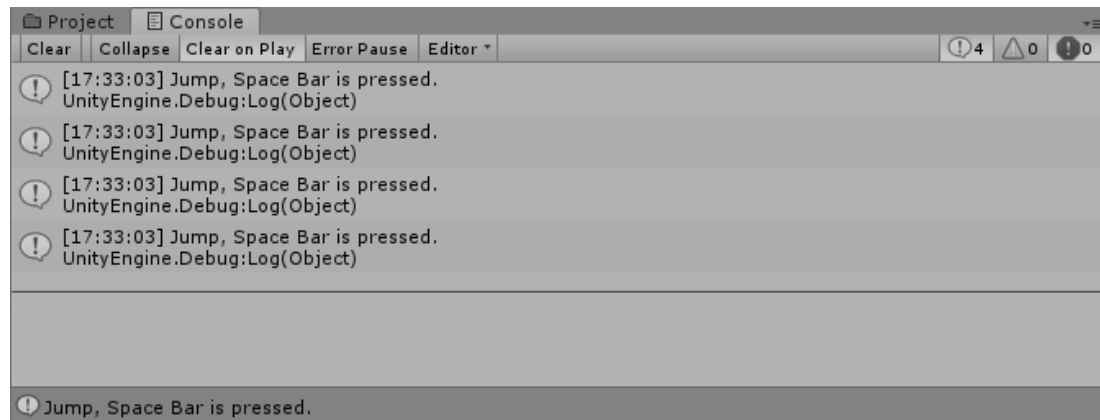 Project Console
Clear Collapse Clear on Play Error Pause Editor 4 0 0
[17:33:03] Jump, Space Bar is pressed.
UnityEngine.Debug:Log(Object)
[17:33:03] Jump, Space Bar is pressed.
UnityEngine.Debug:Log(Object)
[17:33:03] Jump, Space Bar is pressed.
UnityEngine.Debug:Log(Object)
[17:33:03] Jump, Space Bar is pressed.
UnityEngine.Debug:Log(Object)
Jump, Space Bar is pressed.